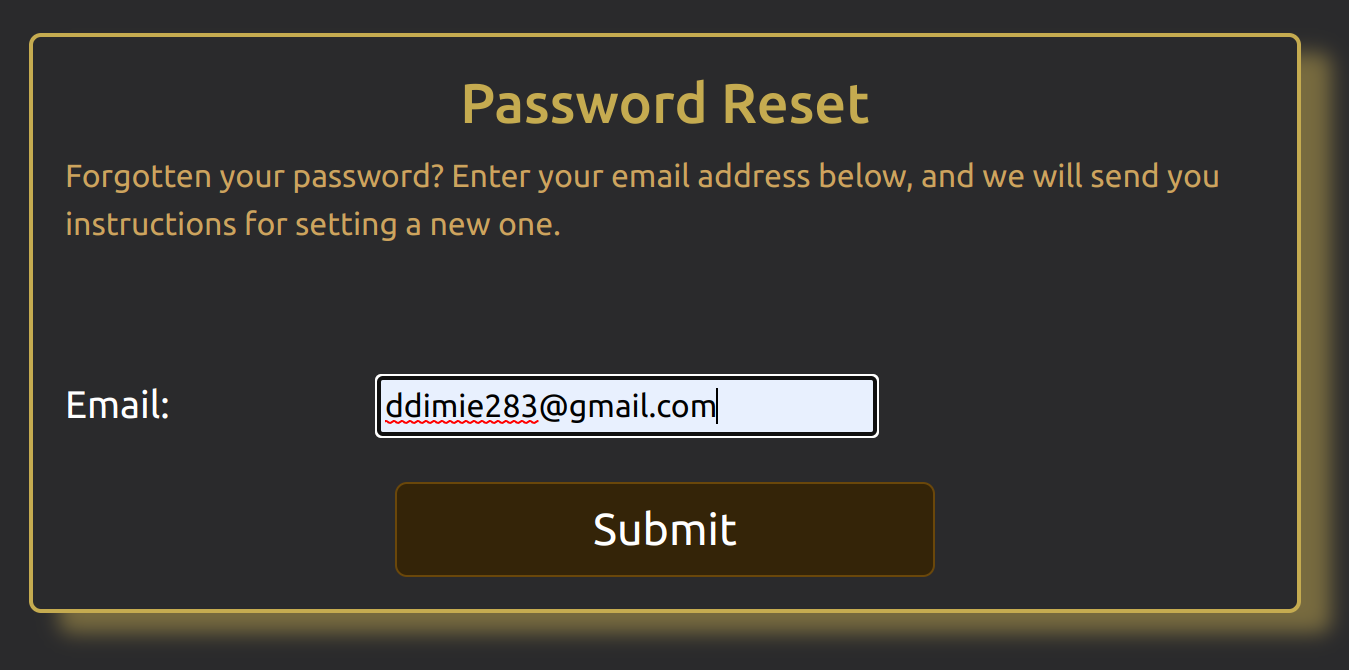 Password Reset
Forgotten your password? Enter your email address below, and we will send you
instructions for setting a new one.
Email:
ddimie283@gmail.com
Submit